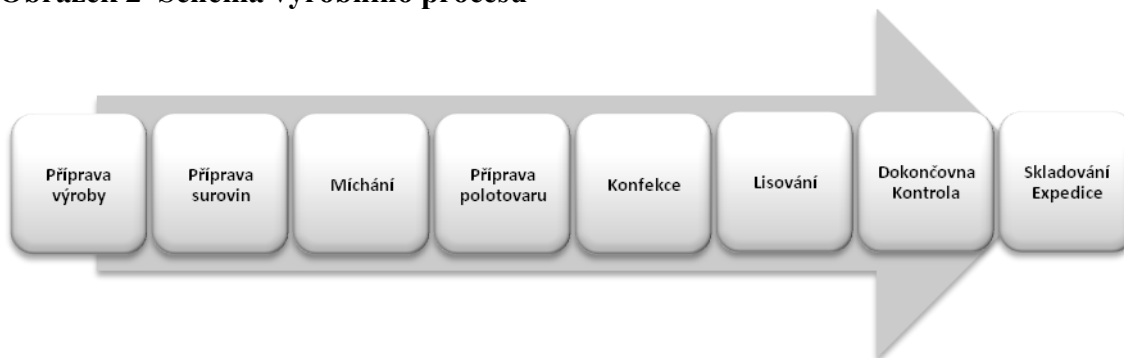 Obrázek 2 Schéma výrobního procesu
Příprava
výroby
Příprava
surovin
Míchání
Příprava
polotovaru
Konfekce
Lisování
Dokončovna
Kontrola
Skladování
Expedice